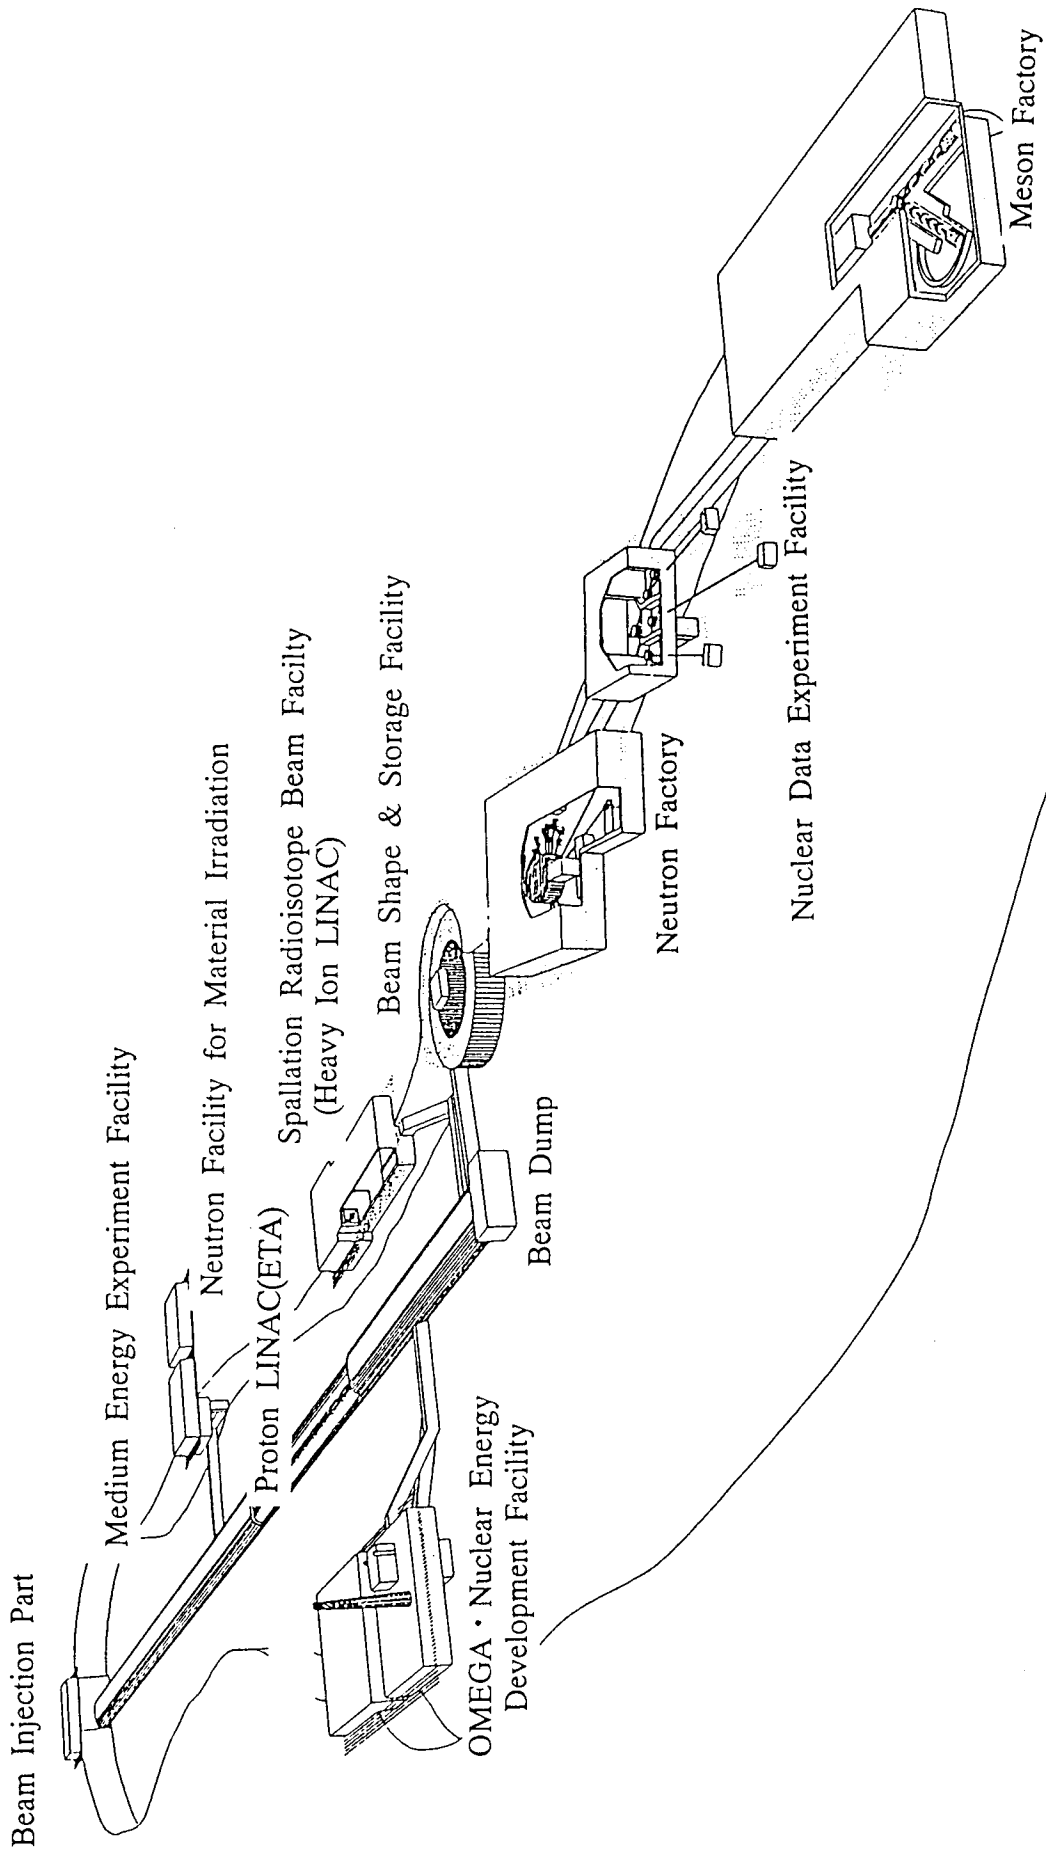 Beam Injection Part
Medium Energy Experiment Facility
Neutron Facility for Material Irradiation
Proton LINAC(ETA)
Spallation Radioisotope Beam Facilty
(Heavy Ion LINAC)
Beam Shape & Storage Facility
OMEGA・Nuclear Energy
Development Facility
Beam Dump
Neutron Factory
Nuclear Data Experiment Facility
Meson Factory